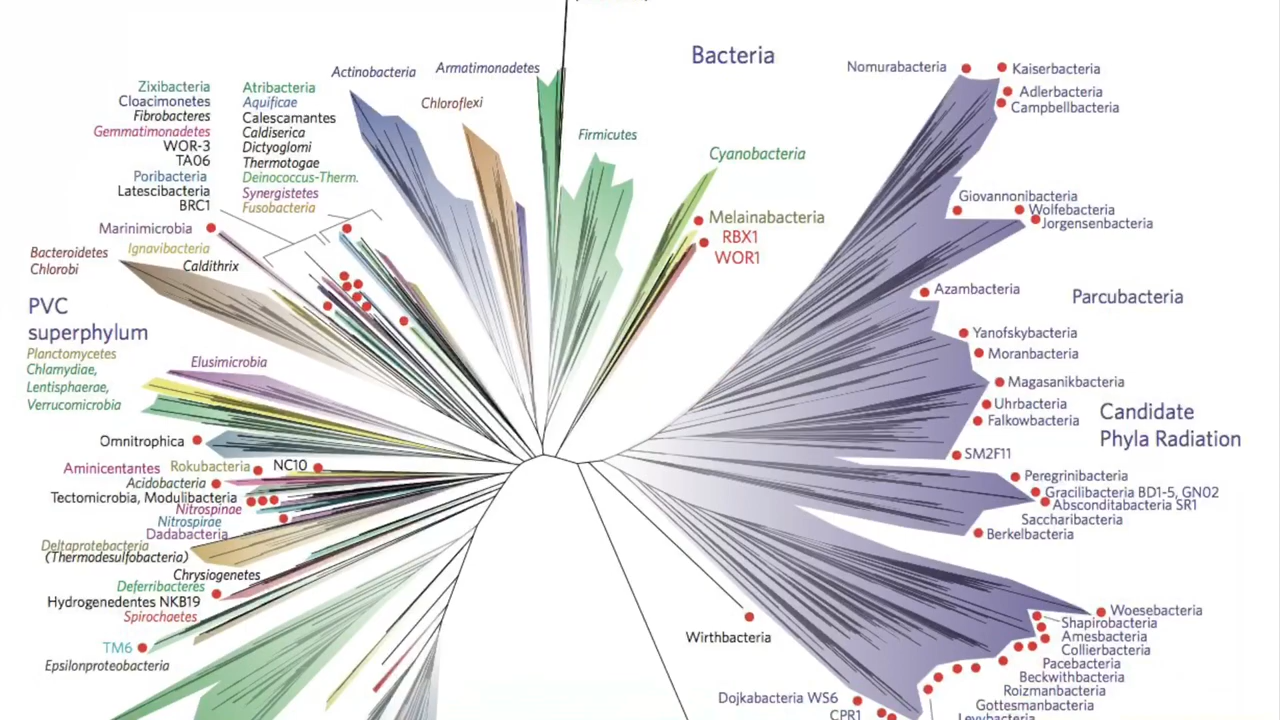 Bacteria
Actinobacteria
Armatimonadetes
Chloroflexi
Firmicutes
Cyanobacteria
Melainabacteria
RBX1
WOR1
Zixibacteria
Cloacimonetes
Fibrobacteres
Gemmatimonadetes
WOR-3
TA06
Poribacteria
Latescibacteria
BRC1
Atribacteria
Aquificae
Calescamantes
Caldiserica
Dictyoglomi
Thermotogae
Deinococcus-Therm.
Synergistetes
Fusobacteria
Marinimicrobia
Ignavibacteria
Bacteroidetes
Chlorobi
Caldithrix
PVC
superphylum
Planctomycetes
Chlamydiae,
Lentisphaerae,
Verrucomicrobia
Elusimicrobia
Omnitrophica
Aminicentantes
Rokubacteria
NC10
Acidobacteria
Tectomicrobia, Modulibacteria
Nitrospinae
Nitrospirae
Dadabacteria
Deltaprotebacteria
(Thermodesulfobacteria)
Chrysiogenetes
Deferribacteres
Hydrogenedentes NKB19
Spirochaetes
TM6
Epsilonproteobacteria
Nomurabacteria
Kaiserbacteria
Adlerbacteria
Campbellbacteria
Giovannonibacteria
Wolfebacteria
Jorgensenbacteria
Azambacteria
Parcubacteria
Yanofskybacteria
Moranbacteria
Magasanikbacteria
Uhrbacteria
Falkowbacteria
Candidate
Phyla Radiation
SM2F11
Peregrinibacteria
Gracilibacteria BD1-5, GN02
Absconditabacteria SR1
Saccharibacteria
Berkelbacteria
Woesebacteria
Shapirobacteria
Amesbacteria
Collierbacteria
Pacebacteria
Beckwithbacteria
Roizmanbacteria
Gottesmanbacteria
Levybacteria
Wirthbacteria
Dojkabacteria WS6
CPR1